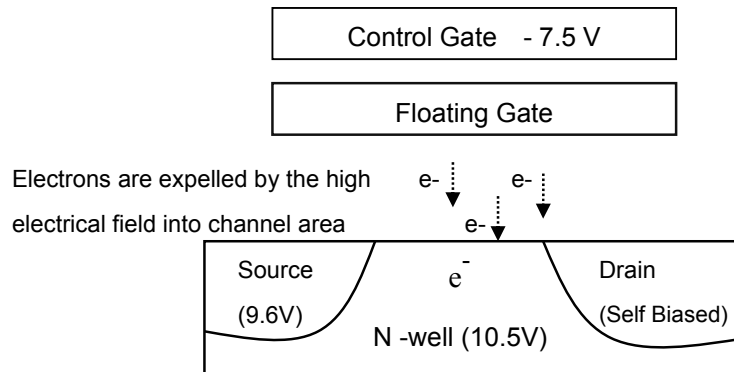 Control Gate - 7.5 V
Floating Gate
Electrons are expelled by the high
electrical field into channel area
e- e-
e-
Source
(9.6V)
e-
N -well (10.5V)
Drain
(Self Biased)